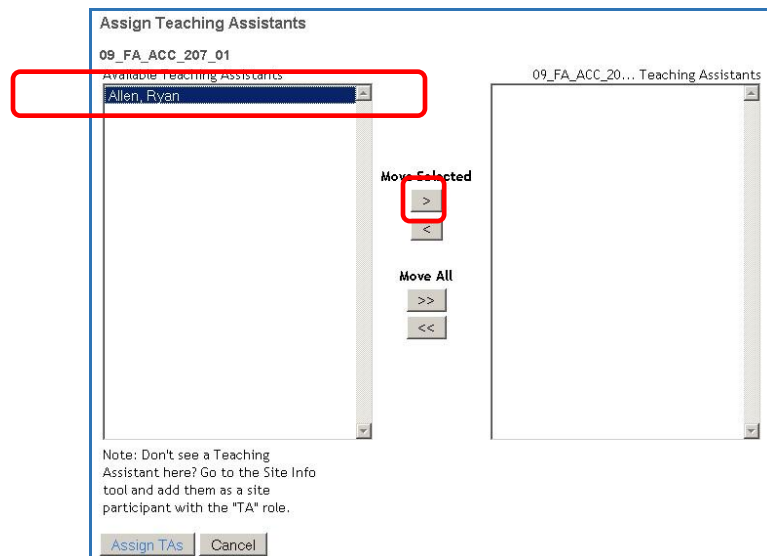 Assign Teaching Assistants
09_FA_ACC_207_01
Available Teaching Assistants
09_FA_ACC_20... Teaching Assistants
Allen, Ryan
Move Selected
>
<
Move All
>>
<<
Note: Don't see a Teaching
Assistant here? Go to the Site Info
tool and add them as a site
participant with the "TA" role.
Assign TAs
Cancel